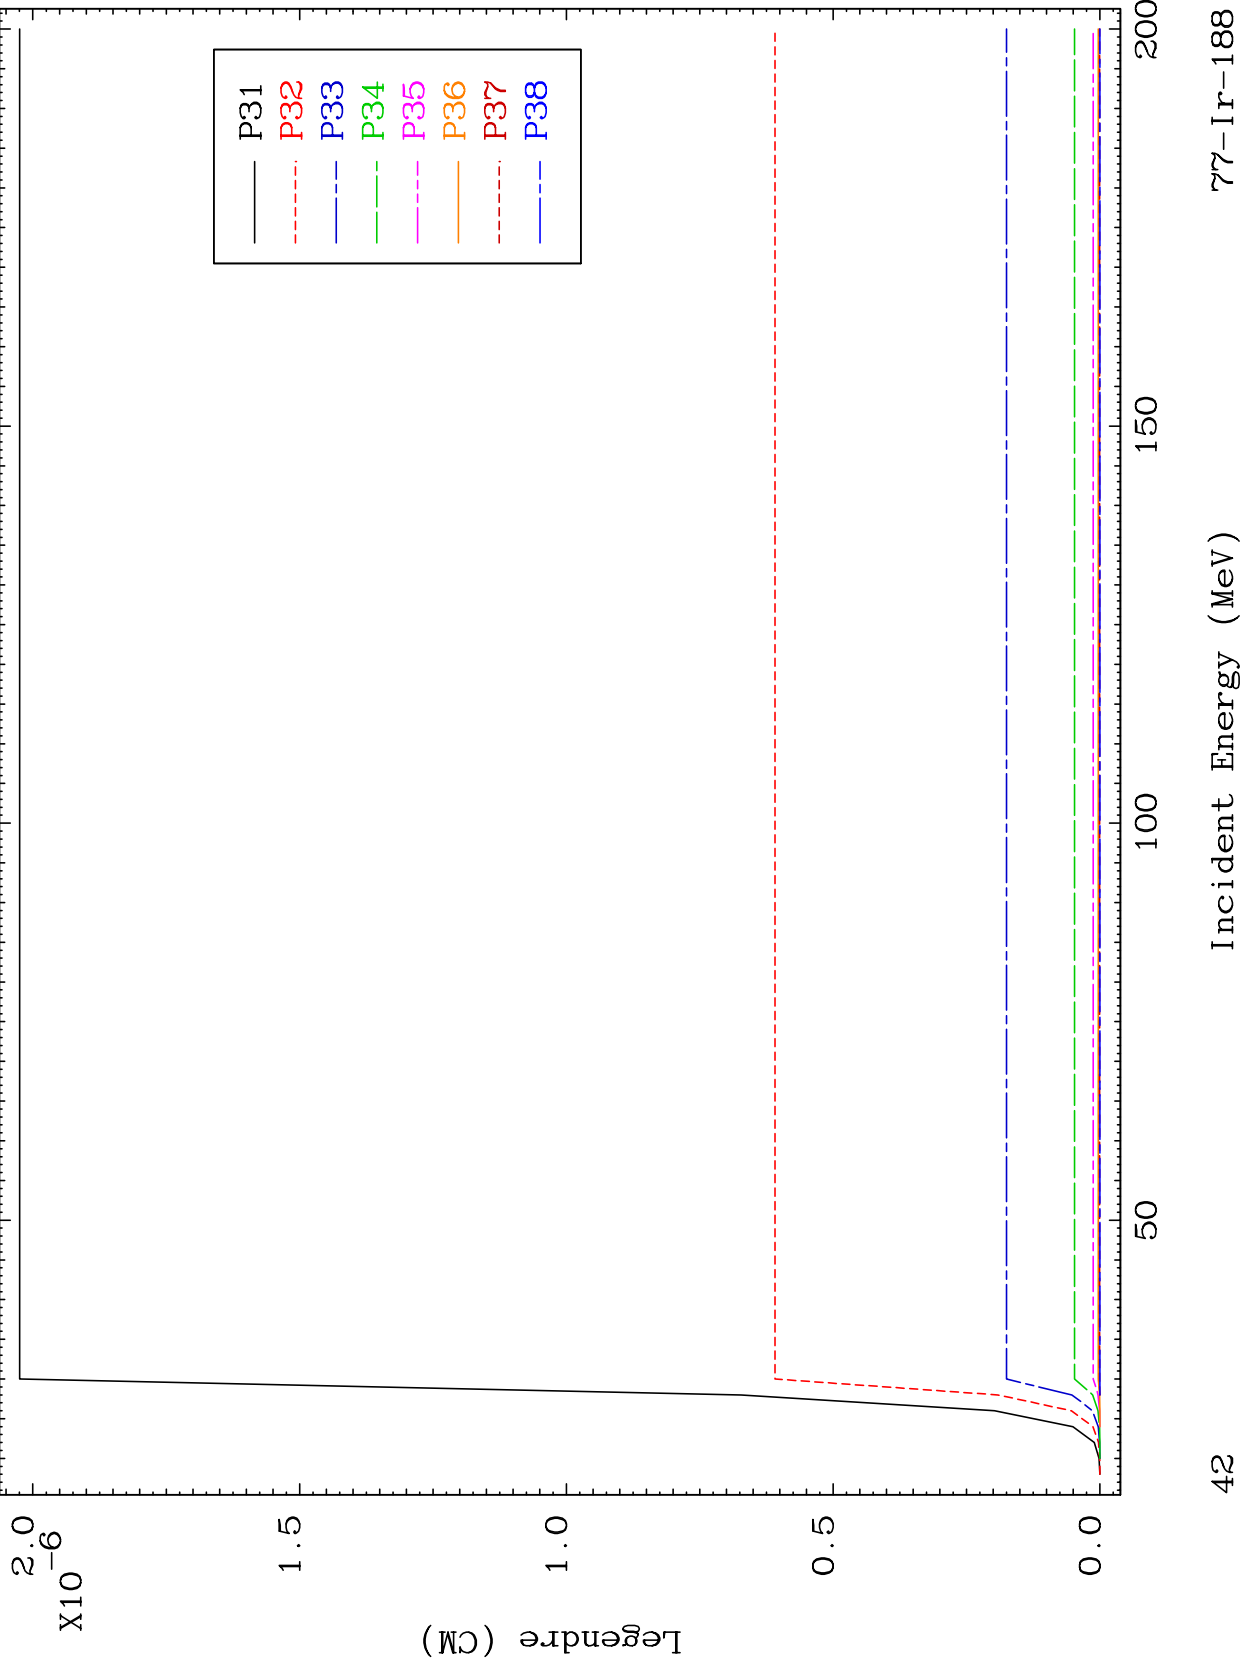 2.0
X10-6
1.5
1.0
0.5
0.0
Legendre (CM)
P31
P32
P33
P34
P35
P36
P37
P38
50
100
150
200
42
Incident Energy (MeV)
77-Ir-188